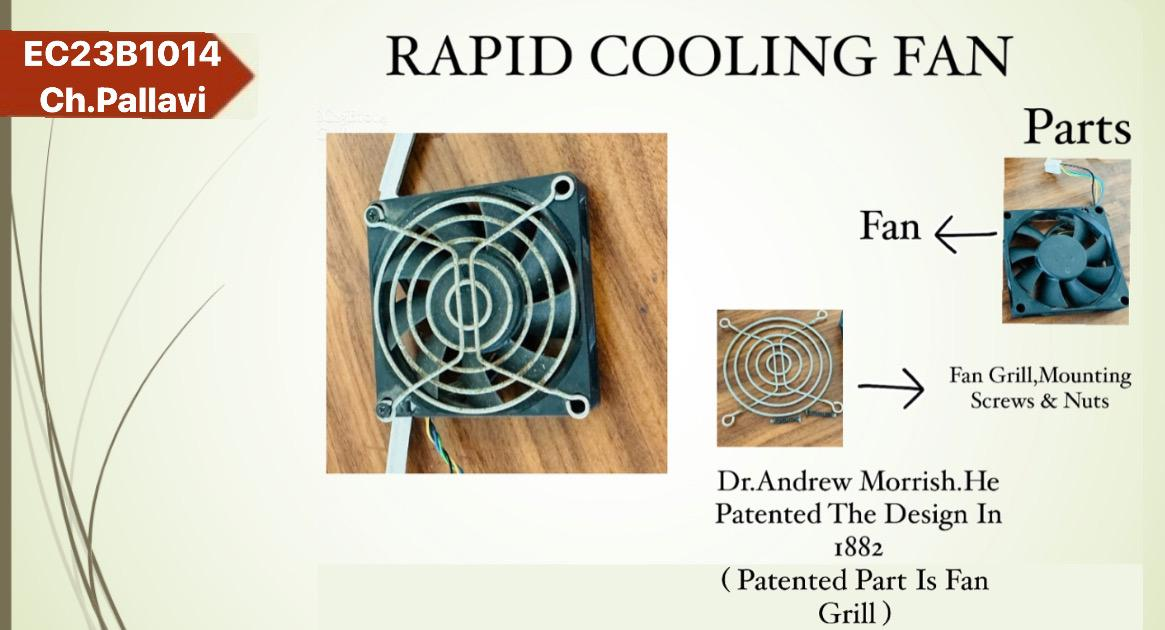 EC23B1014
Ch.Pallavi
RAPID COOLING FAN
Parts
Fan
Fan Grill,Mounting
Screws & Nuts
Dr.Andrew Morrish.He
Patented The Design In
1882
( Patented Part Is Fan
Grill )